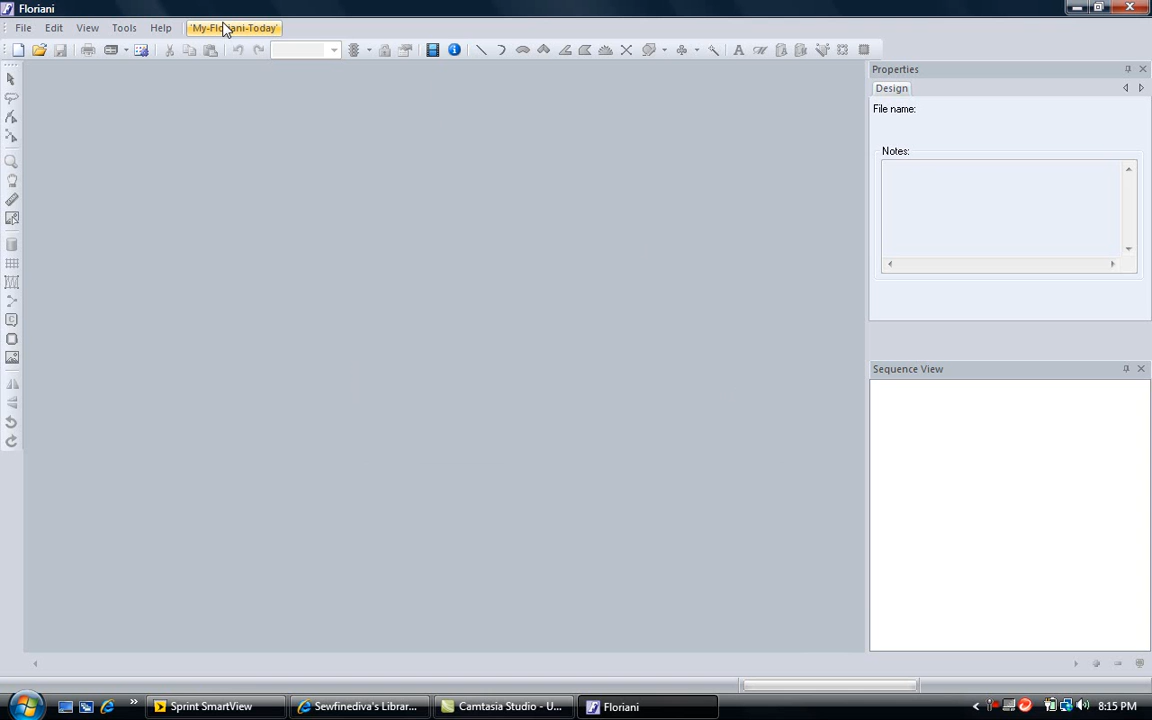 Floriani
File Edit View Tools Help 'My-Floriani-Today'
Properties
Design
File name:
Notes:
Sequence View
Sprint SmartView
Sewfinediva's Librar...
Camtasia Studio - U...
Floriani
8:15 PM